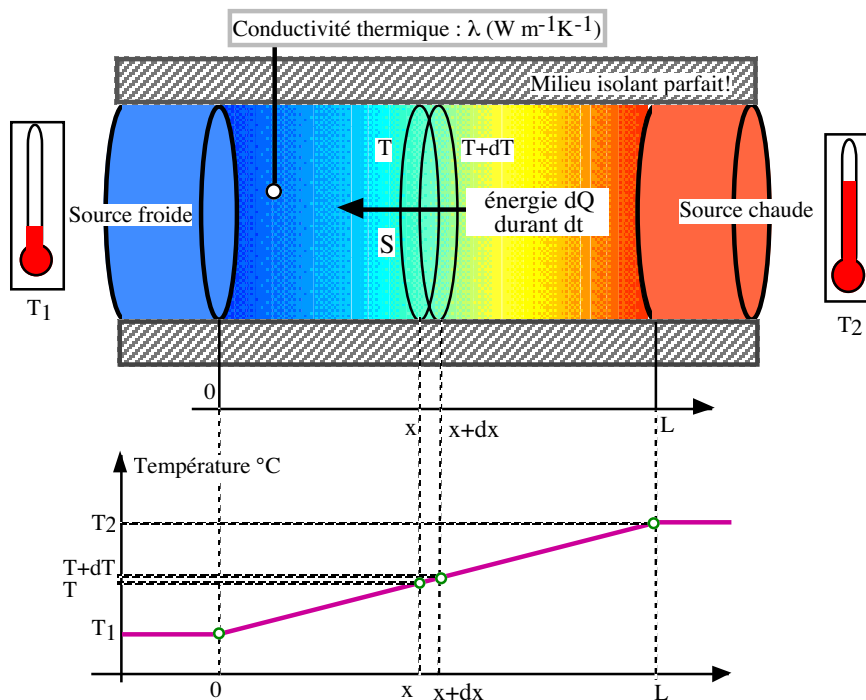 Conductivité thermique : λ (W m-1K-1)
Milieu isolant parfait!
T
T+dT
Source froide
énergie dQ
durant dt
Source chaude
S
T1
T2
0
x
x+dx
L
Température °C
T2
T+dT
T
T1
0
x
x+dx
L